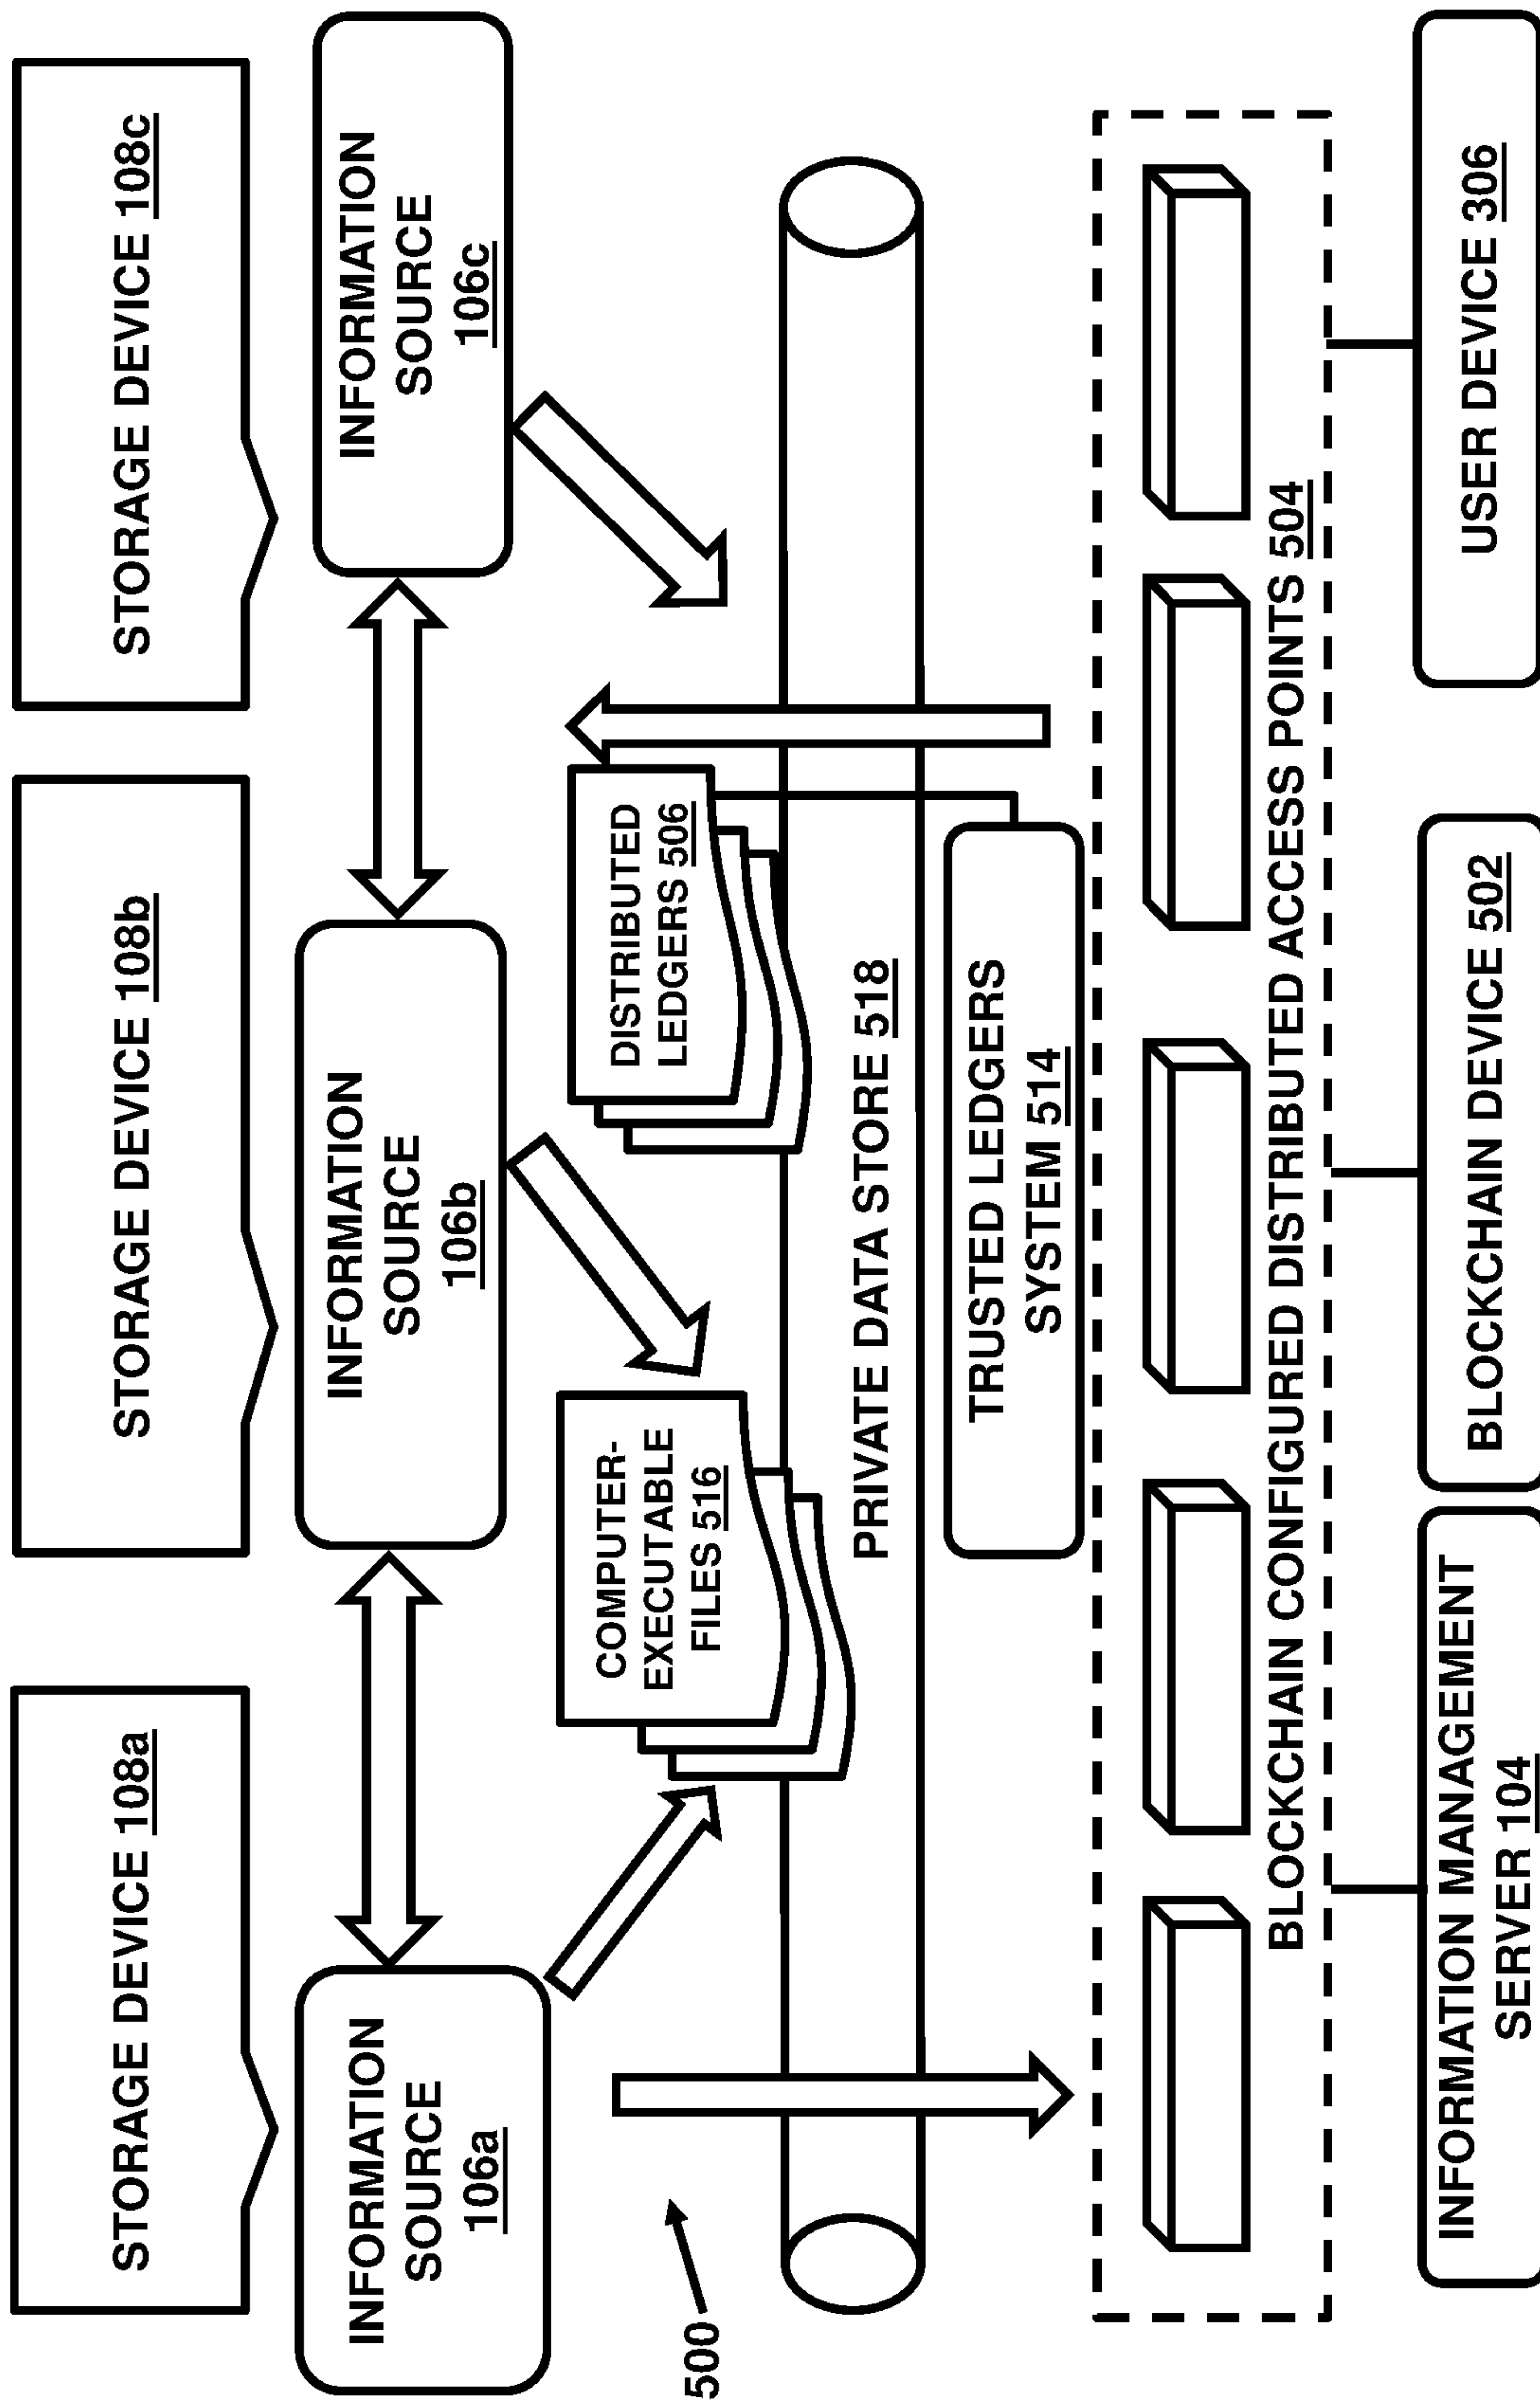 STORAGE DEVICE 108a
STORAGE DEVICE 108b
STORAGE DEVICE 108c
INFORMATION
SOURCE
106a
INFORMATION
SOURCE
106b
INFORMATION
SOURCE
106c
500
COMPUTER-
EXECUTABLE
FILES 516
DISTRIBUTED
LEDGERS 506
PRIVATE DATA STORE 518
TRUSTED LEDGERS
SYSTEM 514
BLOCKCHAIN CONFIGURED DISTRIBUTED ACCESS POINTS 504
INFORMATION MANAGEMENT
SERVER 104
BLOCKCHAIN DEVICE 502
USER DEVICE 306